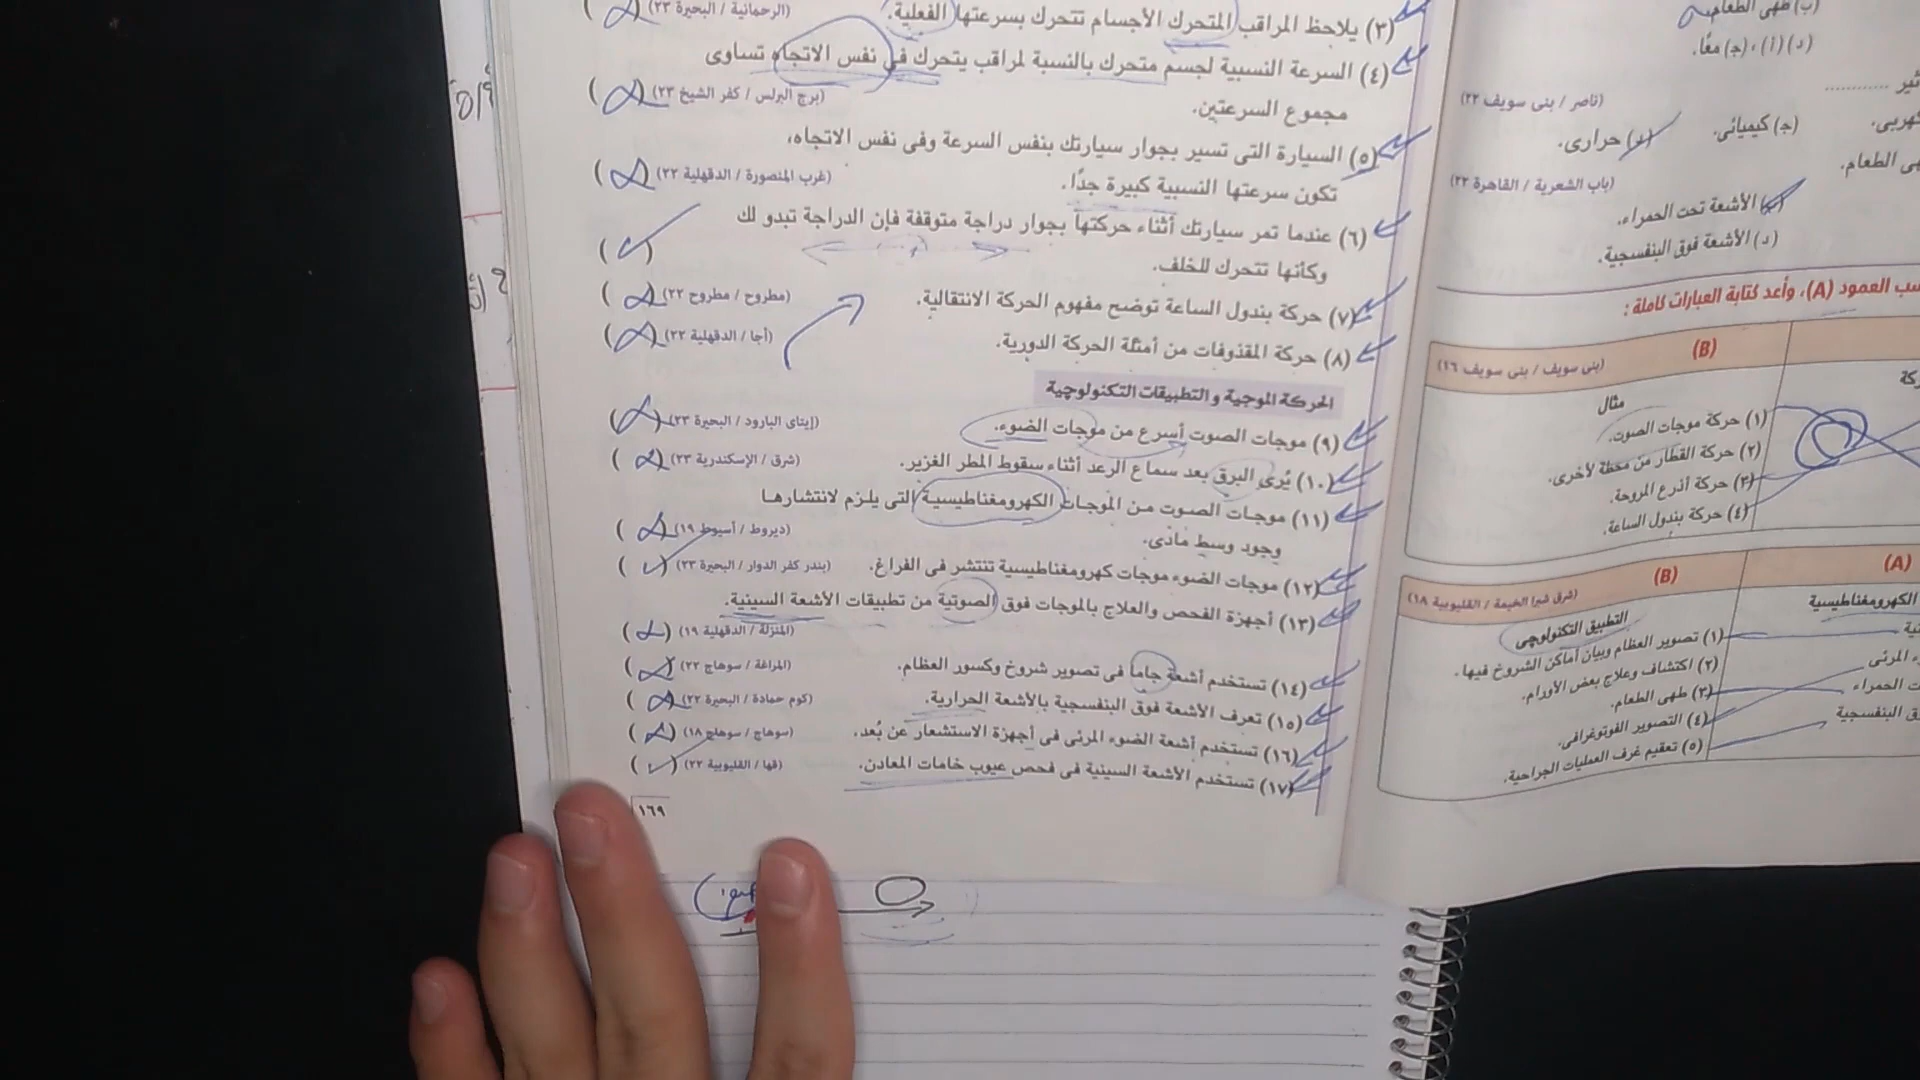 (٣) يلاحظ المراقب المتحرك الأجسام تتحرك بسرعتها الفعلية. (الرحمانية / البحيرة ٢٣)
(٤) السرعة النسبية لجسم متحرك بالنسبة لمراقب يتحرك في نفس الاتجاه تساوى
مجموع السرعتين. (برج البرلس / كفر الشيخ ٢٣)
(٥) السيارة التى تسير بجوار سيارتك بنفس السرعة وفى نفس الاتجاه،
تكون سرعتها النسبية كبيرة جدًا. (غرب المنصورة / الدقهلية ٢٢)
(٦) عندما تمر سيارتك أثناء حركتها بجوار دراجة متوقفة فإن الدراجة تبدو لك
وكأنها تتحرك للخلف.
(٧) حركة بندول الساعة توضح مفهوم الحركة الانتقالية. (مطروح / مطروح ٢٢)
(٨) حركة المقذوفات من أمثلة الحركة الدورية. (أجا / الدقهلية ٢٢)
الحركة الموجية والتطبيقات التكنولوچية
(٩) موجات الصوت أسرع من موجات الضوء. (إيتاى البارود / البحيرة ٢٣)
(١٠) يُرى البرق بعد سماع الرعد أثناء سقوط المطر الغزير. (شرق / الإسكندرية ٢٣)
(١١) موجات الصوت من الموجات الكهرومغناطيسية التى يلزم لانتشارها
وجود وسط مادى. (ديروط / أسيوط ١٩)
(١٢) موجات الضوء موجات كهرومغناطيسية تنتشر فى الفراغ. (بندر كفر الدوار / البحيرة ٢٣)
(١٣) أجهزة الفحص والعلاج بالموجات فوق الصوتية من تطبيقات الأشعة السينية.
(المنزلة / الدقهلية ١٩)
(١٤) تستخدم أشعة جاما فى تصوير شروخ وكسور العظام. (المراغة / سوهاج ٢٢)
(١٥) تعرف الأشعة فوق البنفسجية بالأشعة الحرارية. (كوم حمادة / البحيرة ٢٢)
(١٦) تستخدم أشعة الضوء المرئى فى أجهزة الاستشعار عن بُعد. (سوهاج / سوهاج ١٨)
(١٧) تستخدم الأشعة السينية فى فحص عيوب خامات المعادن. (قها / القليوبية ٢٢)
١٦٩
(ب) طهى الطعام.
(د) (أ)، (ج) معًا.
(ناصر / بنى سويف ٢٢)
(ج) كيميائى. (د) حرارى.
الطعام.
(باب الشعرية / القاهرة ٢٢)
الأشعة تحت الحمراء.
(د) الأشعة فوق البنفسجية.
العمود (A)، وأعد كتابة العبارات كاملة :
(B)
(بنى سويف / بنى سويف ١٦)
مثال
(١) حركة موجات الصوت.
(٢) حركة القطار من محطة لأخرى.
(٣) حركة أذرع المروحة.
(٤) حركة بندول الساعة.
(A) (B)
(شرق شبرا الخيمة / القليوبية ١٨)
الكهرومغناطيسية التطبيق التكنولوچى
(١) تصوير العظام وبيان أماكن الشروخ فيها.
المرئى (٢) اكتشاف وعلاج بعض الأورام.
الحمراء (٣) طهى الطعام.
البنفسجية (٤) التصوير الفوتوغرافى.
(٥) تعقيم غرف العمليات الجراحية.